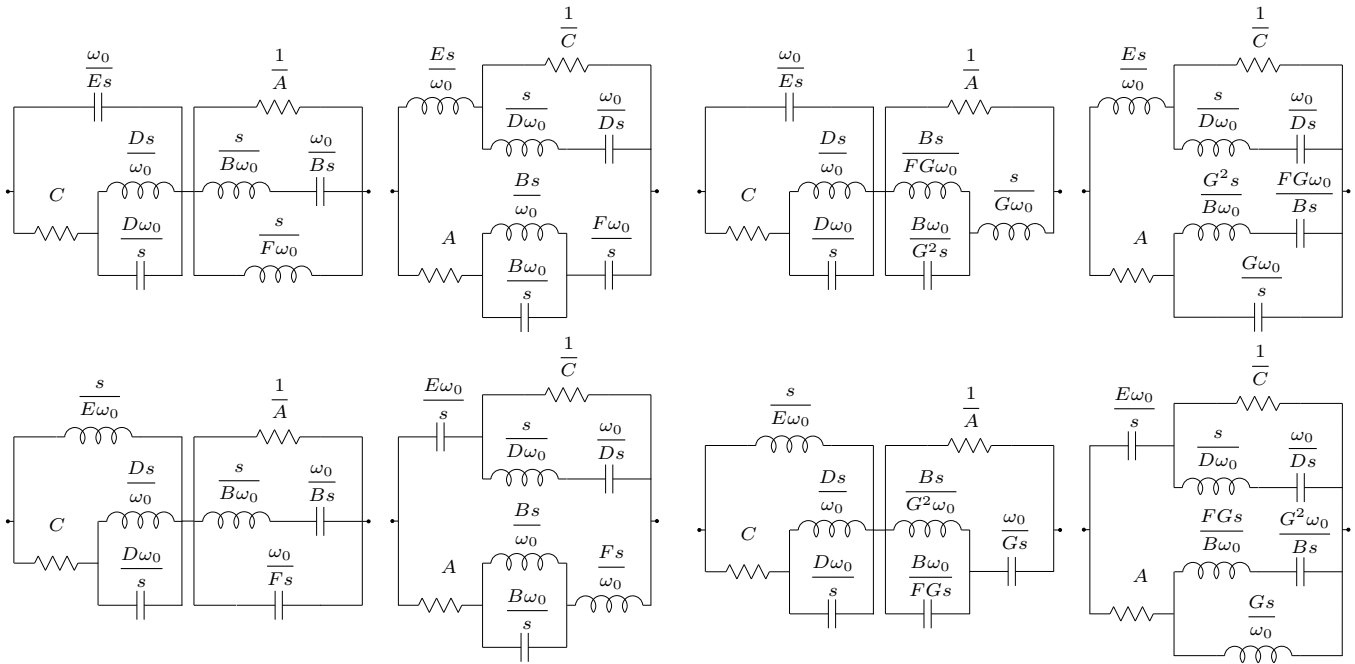 ω₀/Es
1/A
C
Ds/ω₀
Dω₀/s
s/Bω₀
ω₀/Bs
s/Fω₀
Es/ω₀
1/C
s/Dω₀
ω₀/Ds
A
Bs/ω₀
Bω₀/s
Fω₀/s
ω₀/Es
1/A
C
Ds/ω₀
Dω₀/s
Bs/FGω₀
Bω₀/G²s
s/Gω₀
Es/ω₀
1/C
s/Dω₀
ω₀/Ds
A
G²s/Bω₀
FGω₀/Bs
Gω₀/s
s/Eω₀
1/A
C
Ds/ω₀
Dω₀/s
s/Bω₀
ω₀/Bs
ω₀/Fs
Eω₀/s
1/C
s/Dω₀
ω₀/Ds
A
Bs/ω₀
Bω₀/s
Fs/ω₀
s/Eω₀
1/A
C
Ds/ω₀
Dω₀/s
Bs/G²ω₀
Bω₀/FGs
ω₀/Gs
Eω₀/s
1/C
s/Dω₀
ω₀/Ds
A
FGs/Bω₀
G²ω₀/Bs
Gs/ω₀